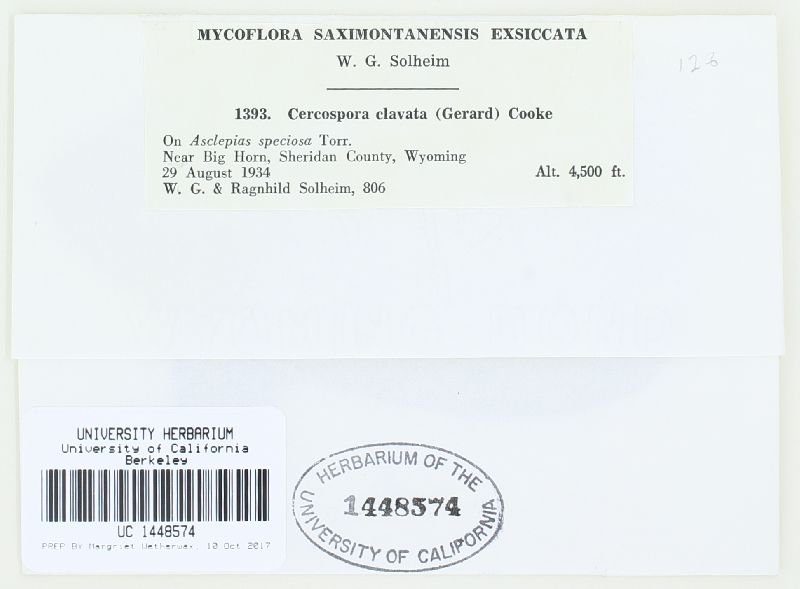 MYCOFLORA SAXIMONTANENSIS EXSICCATA
W. G. Solheim
126
1393. Cercospora clavata (Gerard) Cooke
On Asclepias speciosa Torr.
Near Big Horn, Sheridan County, Wyoming
29 August 1934 Alt. 4,500 ft.
W. G. & Ragnhild Solheim, 806
UNIVERSITY HERBARIUM
University of California
Berkeley
UC 1448574
PREP BY Margriet Wetherwax, 10 Oct 2017
HERBARIUM OF THE
1448574
UNIVERSITY OF CALIFORNIA